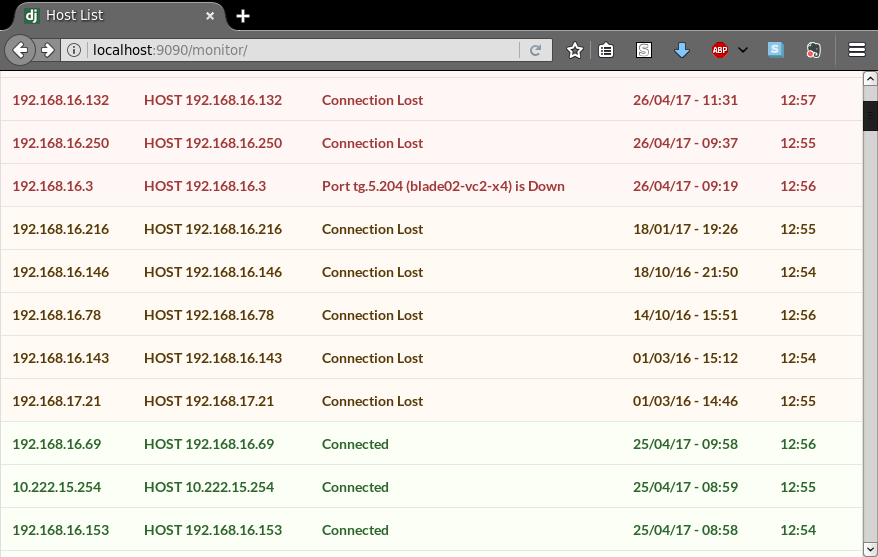 dj Host List
localhost:9090/monitor/
S ABP S
192.168.16.132 HOST 192.168.16.132 Connection Lost 26/04/17 - 11:31 12:57
192.168.16.250 HOST 192.168.16.250 Connection Lost 26/04/17 - 09:37 12:55
192.168.16.3 HOST 192.168.16.3 Port tg.5.204 (blade02-vc2-x4) is Down 26/04/17 - 09:19 12:56
192.168.16.216 HOST 192.168.16.216 Connection Lost 18/01/17 - 19:26 12:55
192.168.16.146 HOST 192.168.16.146 Connection Lost 18/10/16 - 21:50 12:54
192.168.16.78 HOST 192.168.16.78 Connection Lost 14/10/16 - 15:51 12:56
192.168.16.143 HOST 192.168.16.143 Connection Lost 01/03/16 - 15:12 12:54
192.168.17.21 HOST 192.168.17.21 Connection Lost 01/03/16 - 14:46 12:55
192.168.16.69 HOST 192.168.16.69 Connected 25/04/17 - 09:58 12:56
10.222.15.254 HOST 10.222.15.254 Connected 25/04/17 - 08:59 12:55
192.168.16.153 HOST 192.168.16.153 Connected 25/04/17 - 08:58 12:54